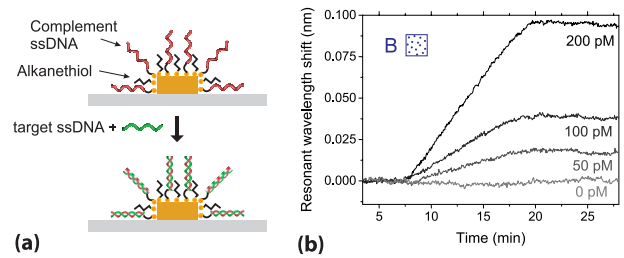 Complement
ssDNA
Alkanethiol
target ssDNA +
(a)
Resonant wavelength shift (nm)
0.100
0.075
0.050
0.025
0.000
B
200 pM
100 pM
50 pM
0 pM
5
10
15
20
25
Time (min)
(b)